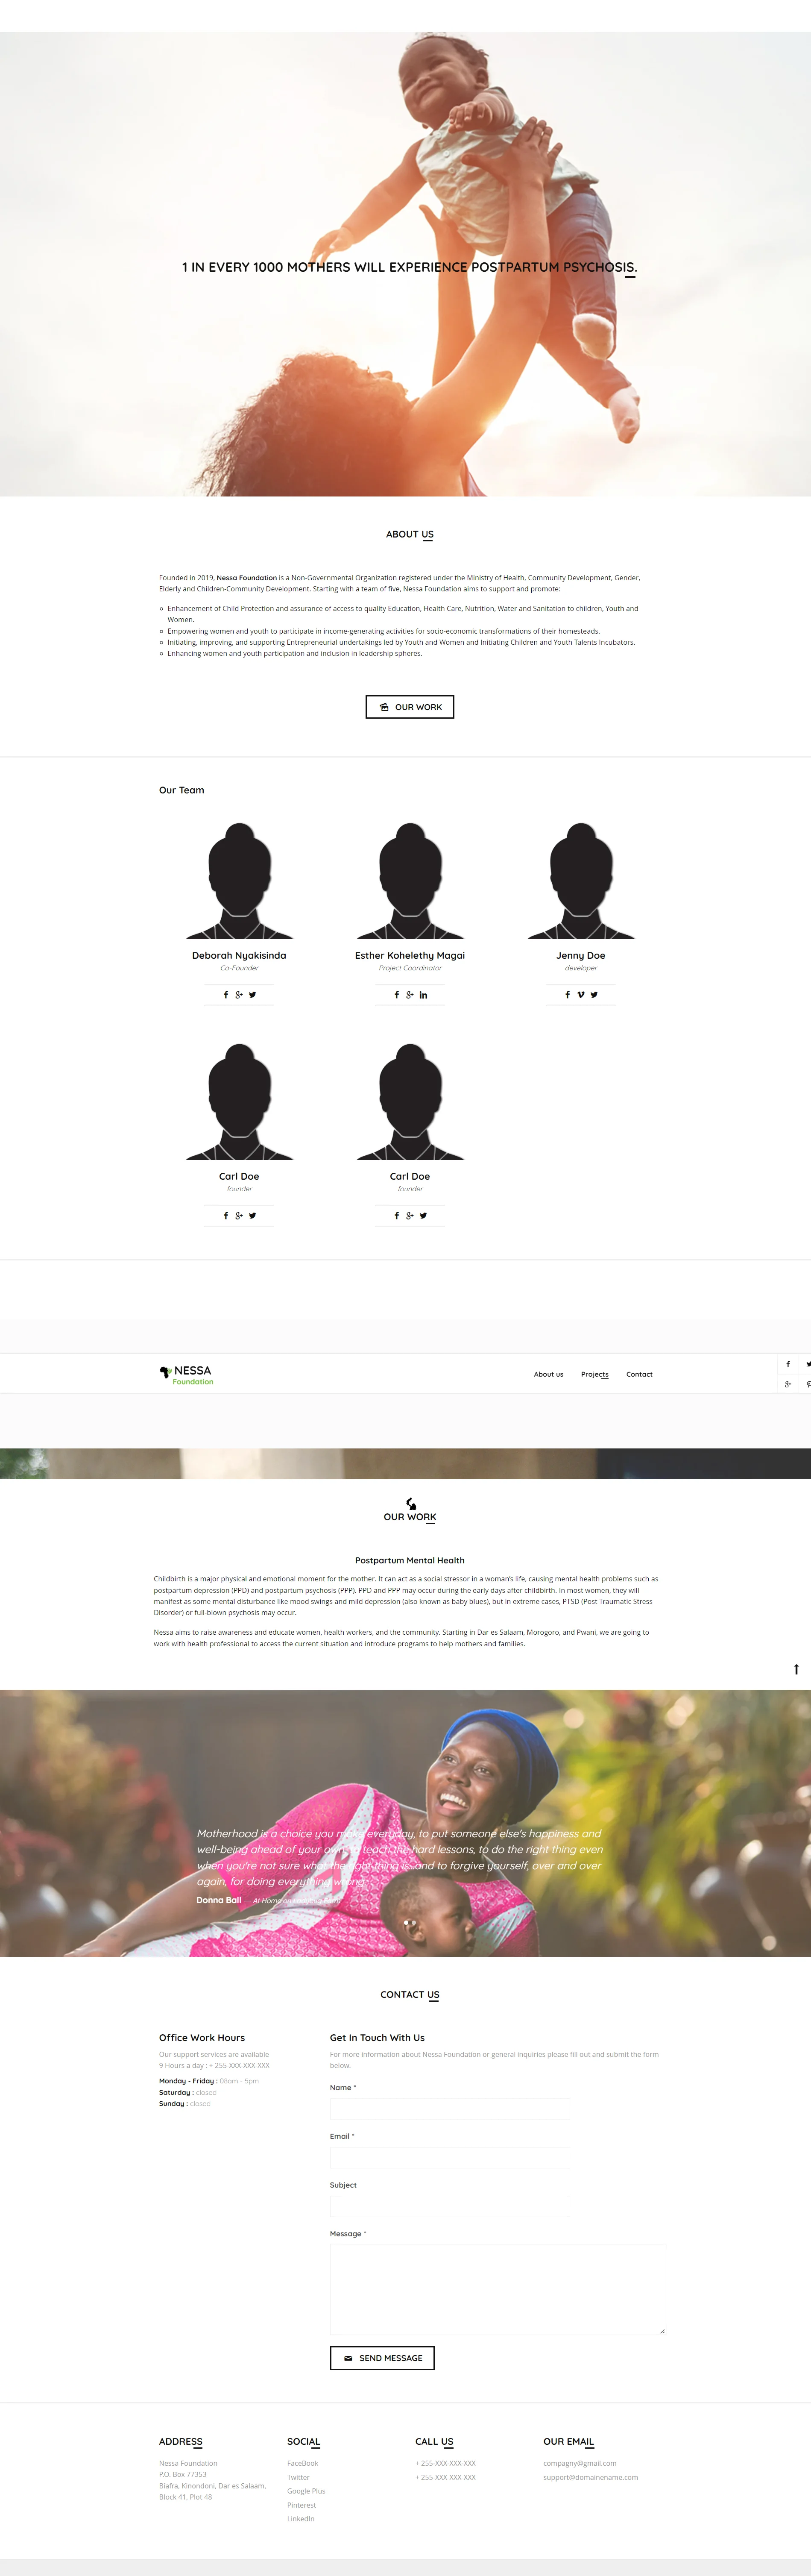 1 IN EVERY 1000 MOTHERS WILL EXPERIENCE POSTPARTUM PSYCHOSIS.
ABOUT US
Founded in 2019, Nessa Foundation is a Non-Governmental Organization registered under the Ministry of Health, Community Development, Gender,
Elderly and Children-Community Development. Starting with a team of five, Nessa Foundation aims to support and promote:
Enhancement of Child Protection and assurance of access to quality Education, Health Care, Nutrition, Water and Sanitation to children, Youth and
Women.
Empowering women and youth to participate in income-generating activities for socio-economic transformations of their homesteads.
Initiating, improving, and supporting Entrepreneurial undertakings led by Youth and Women and Initiating Children and Youth Talents Incubators.
Enhancing women and youth participation and inclusion in leadership spheres.
OUR WORK
Our Team
Deborah Nyakisinda
Co-Founder
Esther Kohelethy Magai
Project Coordinator
Jenny Doe
developer
Carl Doe
founder
Carl Doe
founder
NESSA
Foundation
About us Projects Contact
OUR WORK
Postpartum Mental Health
Childbirth is a major physical and emotional moment for the mother. It can act as a social stressor in a woman's life, causing mental health problems such as
postpartum depression (PPD) and postpartum psychosis (PPP). PPD and PPP may occur during the early days after childbirth. In most women, they will
manifest as some mental disturbance like mood swings and mild depression (also known as baby blues), but in extreme cases, PTSD (Post Traumatic Stress
Disorder) or full-blown psychosis may occur.
Nessa aims to raise awareness and educate women, health workers, and the community. Starting in Dar es Salaam, Morogoro, and Pwani, we are going to
work with health professional to access the current situation and introduce programs to help mothers and families.
Motherhood is a choice you make everyday, to put someone else's happiness and
well-being ahead of your own, to teach the hard lessons, to do the right thing even
when you're not sure what the right thing is and to forgive yourself, over and over
again, for doing everything wrong.
Donna Ball — At Home
CONTACT US
Office Work Hours
Our support services are available
9 Hours a day : + 255-XXX-XXX-XXX
Monday - Friday : 08am - 5pm
Saturday : closed
Sunday : closed
Get In Touch With Us
For more information about Nessa Foundation or general inquiries please fill out and submit the form
below.
Name *
Email *
Subject
Message *
SEND MESSAGE
ADDRESS
Nessa Foundation
P.O. Box 77353
Biafra, Kinondoni, Dar es Salaam,
Block 41, Plot 48
SOCIAL
FaceBook
Twitter
Google Plus
Pinterest
LinkedIn
CALL US
+ 255-XXX-XXX-XXX
+ 255-XXX-XXX-XXX
OUR EMAIL
compagny@gmail.com
support@domainename.com